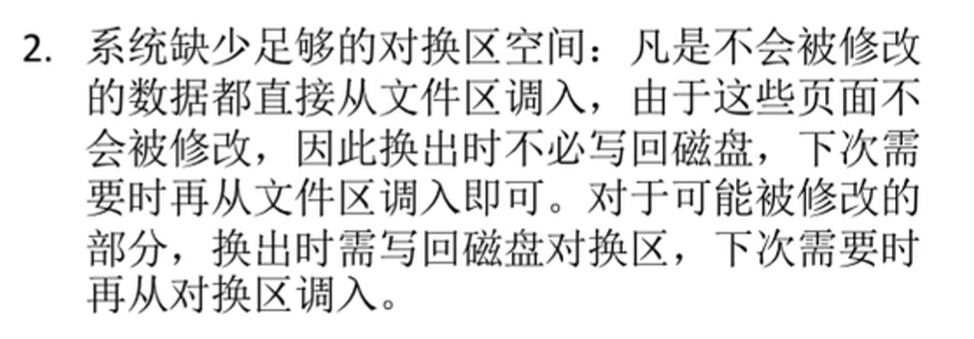 2. 系统缺少足够的对换区空间：凡是不会被修改
的数据都直接从文件区调入，由于这些页面不
会被修改，因此换出时不必写回磁盘，下次需
要时再从文件区调入即可。对于可能被修改的
部分，换出时需写回磁盘对换区，下次需要时
再从对换区调入。